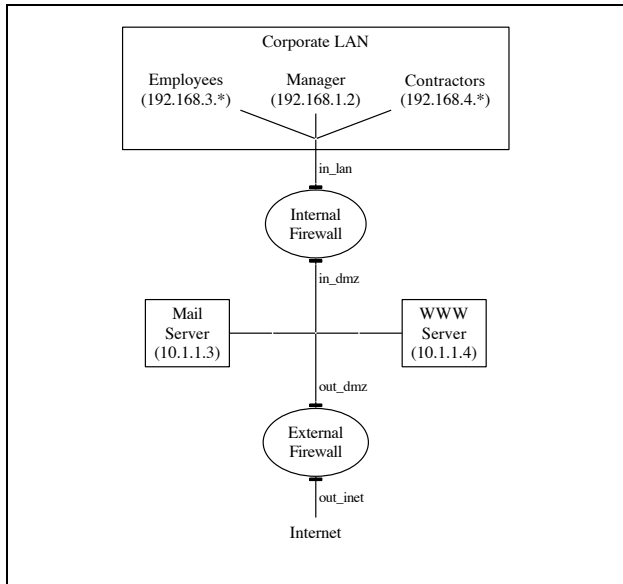 Corporate LAN
Employees
(192.168.3.*)
Manager
(192.168.1.2)
Contractors
(192.168.4.*)
in_lan
Internal
Firewall
in_dmz
Mail
Server
(10.1.1.3)
WWW
Server
(10.1.1.4)
out_dmz
External
Firewall
out_inet
Internet